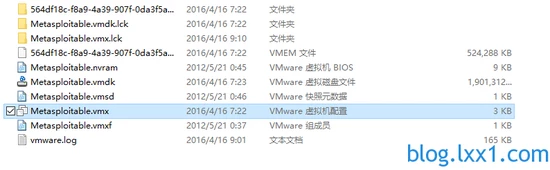 564df18c-f8a9-4a39-907f-0da3f5a... 2016/4/16 7:22 文件夹
Metasploitable.vmdk.lck 2016/4/16 7:22 文件夹
Metasploitable.vmx.lck 2016/4/16 9:10 文件夹
564df18c-f8a9-4a39-907f-0da3f5a... 2016/4/16 7:22 VMEM 文件 524,288 KB
Metasploitable.nvram 2012/5/21 0:45 VMware 虚拟机 BIOS 9 KB
Metasploitable.vmdk 2016/4/16 7:22 VMware 虚拟磁盘文件 1,901,312...
Metasploitable.vmsd 2012/5/21 0:46 VMware 快照元数据 1 KB
Metasploitable.vmx 2016/4/16 7:22 VMware 虚拟机配置 3 KB
Metasploitable.vmxf 2012/5/21 0:37 VMware 组成员 1 KB
vmware.log 2016/4/16 9:01 文本文档 165 KB
blog.lxx1.com